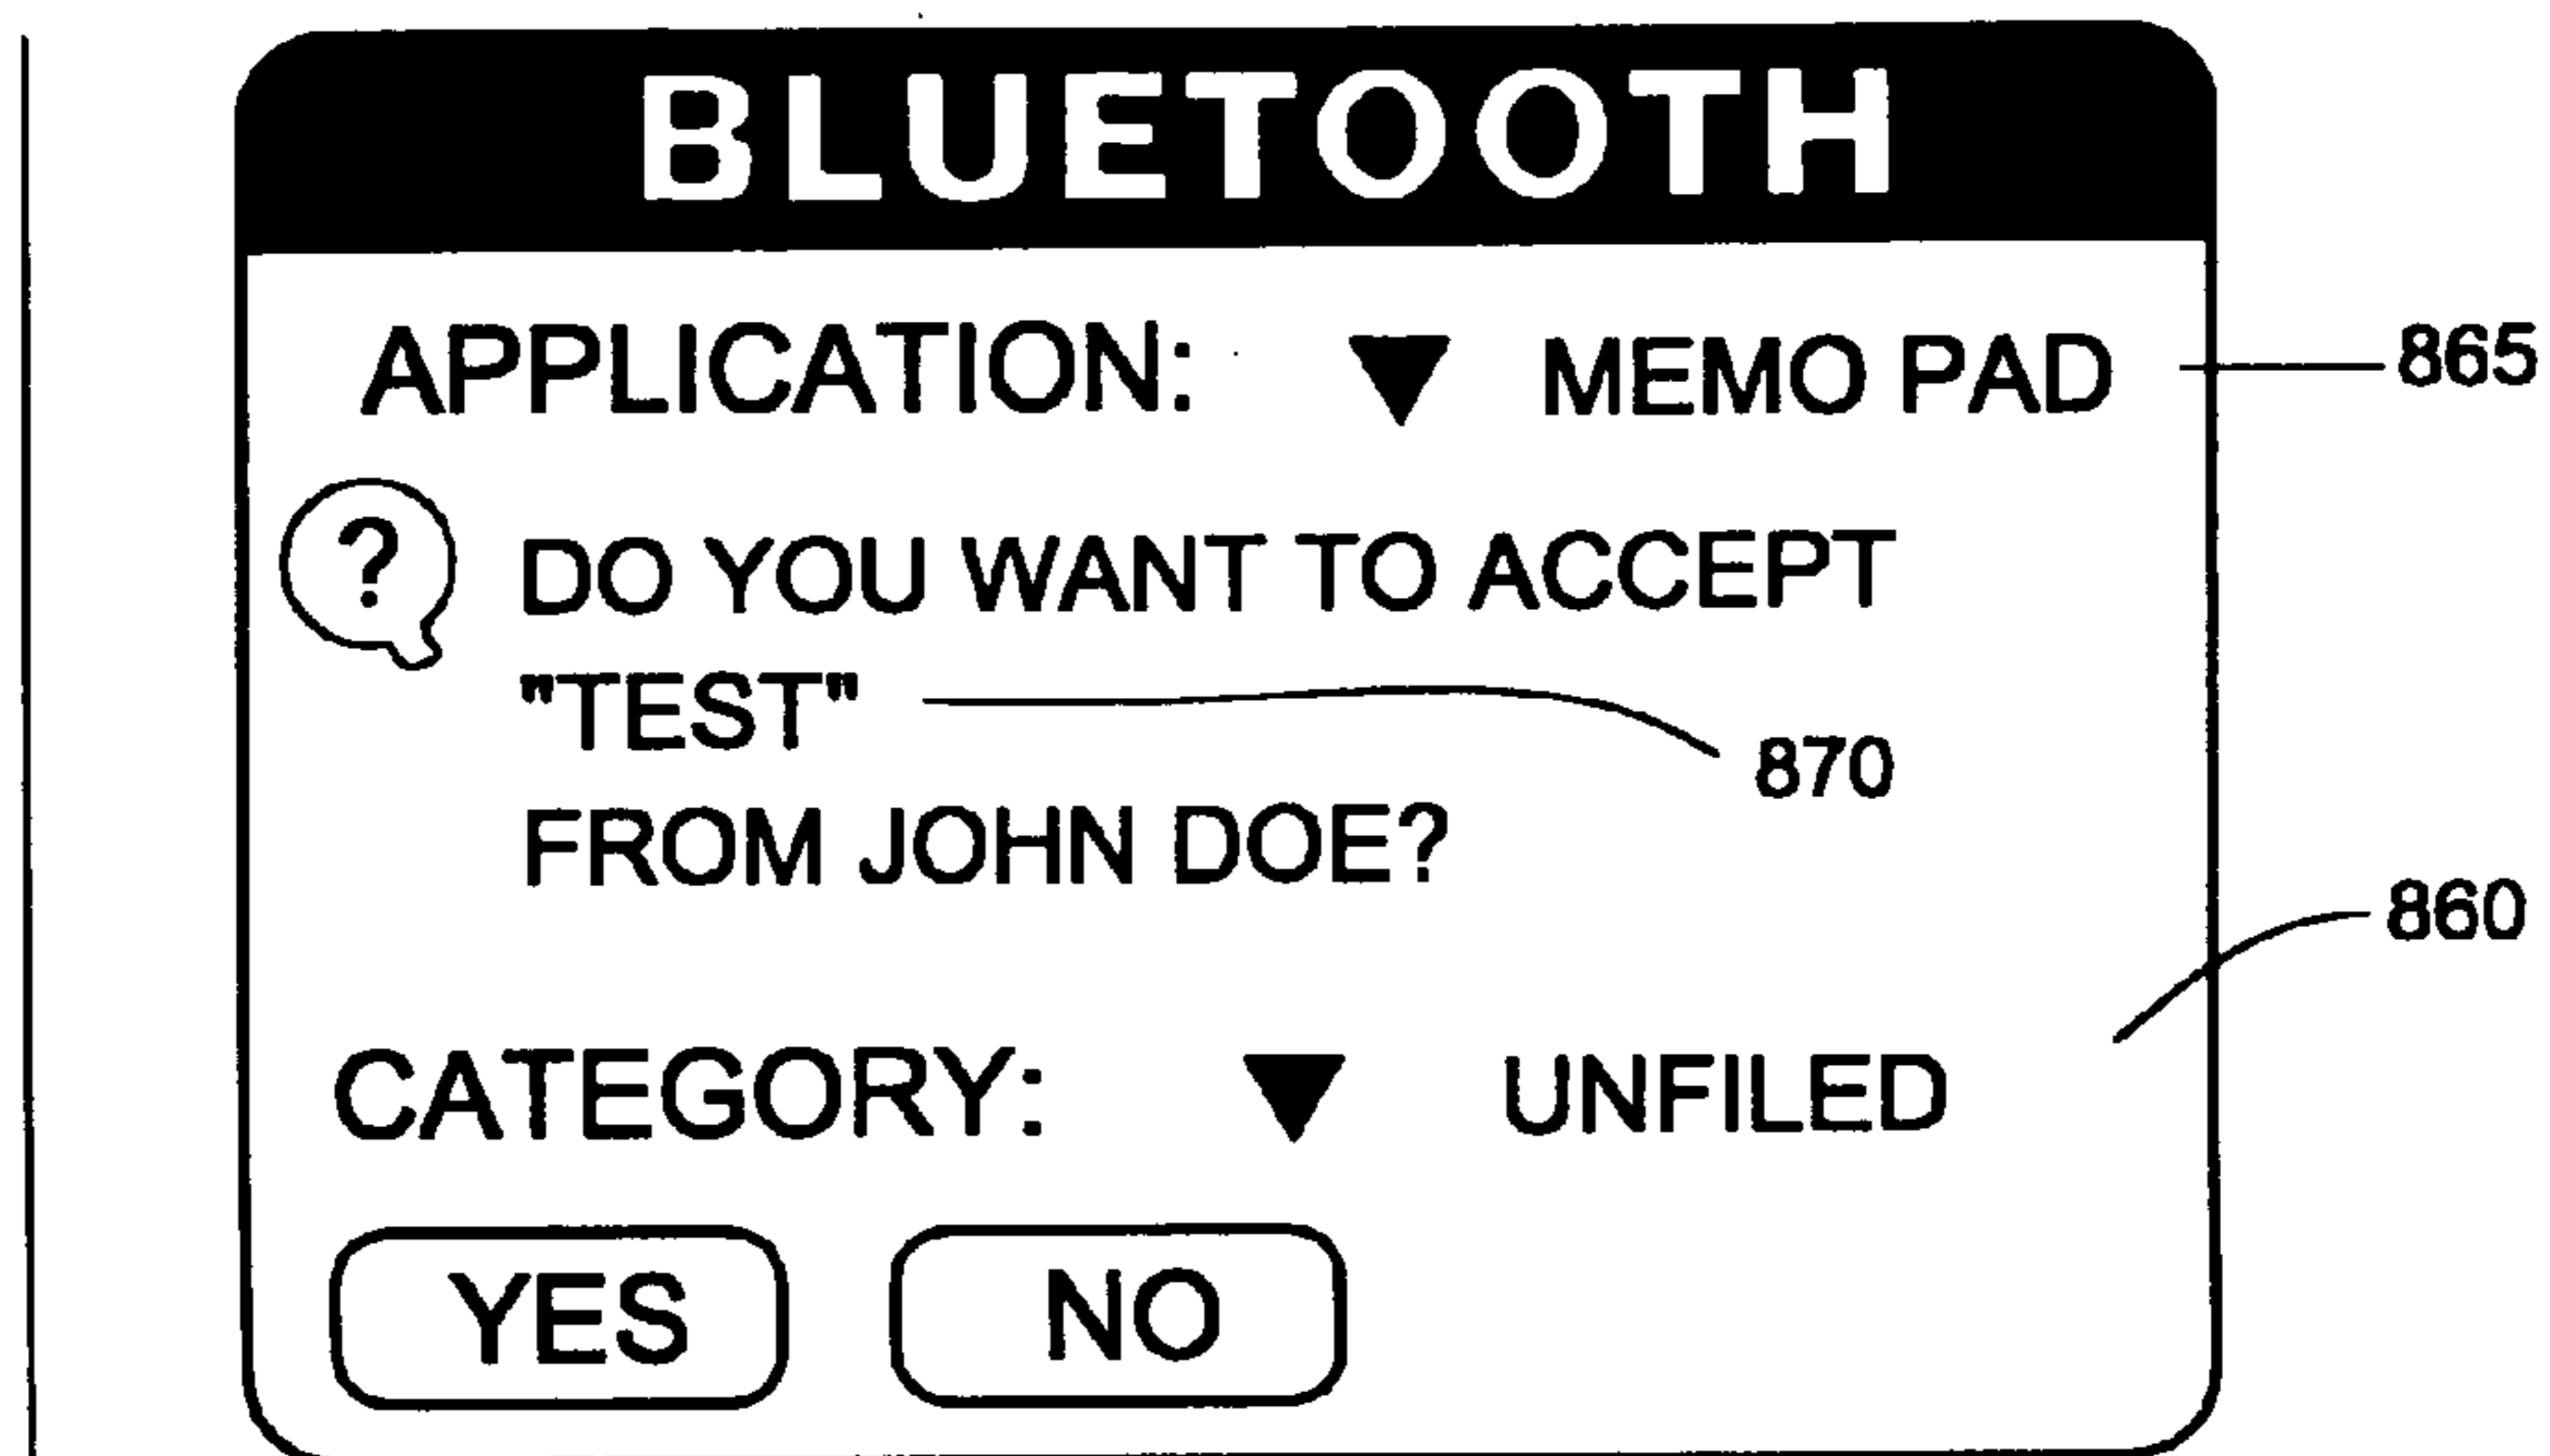 BLUETOOTH
APPLICATION: ▼ MEMO PAD 865
? DO YOU WANT TO ACCEPT
"TEST"
870
FROM JOHN DOE?
860
CATEGORY: ▼ UNFILED
YES NO